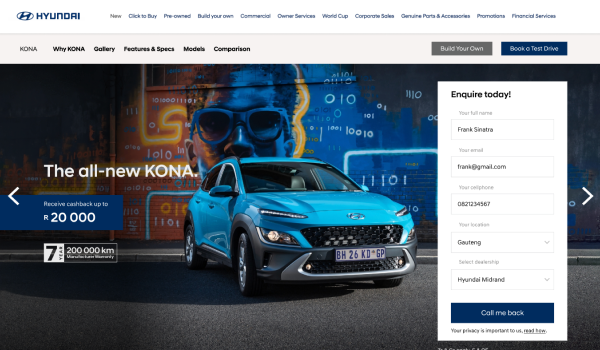 HYUNDAI
New Click to Buy Pre-owned Build your own Commercial Owner Services World Cup Corporate Sales Genuine Parts & Accessories Promotions Financial Services
KONA Why KONA Gallery Features & Specs Models Comparison Build Your Own Book a Test Drive
Enquire today!
Your full name
Frank Sinatra
Your email
frank@gmail.com
Your cellphone
0821234567
Your location
Gauteng
Select dealership
Hyundai Midrand
Call me back
Your privacy is important to us, read how.
The all-new KONA.
Receive cashback up to
R 20 000
7 YEAR 200 000 km
Manufacturer Warranty
BH 26 KD GP